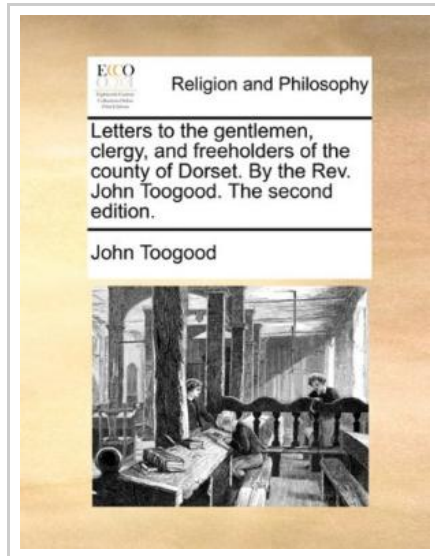 ECCO
Religion and Philosophy
Letters to the gentlemen,
clergy, and freeholders of the
county of Dorset. By the Rev.
John Toogood. The second
edition.
John Toogood